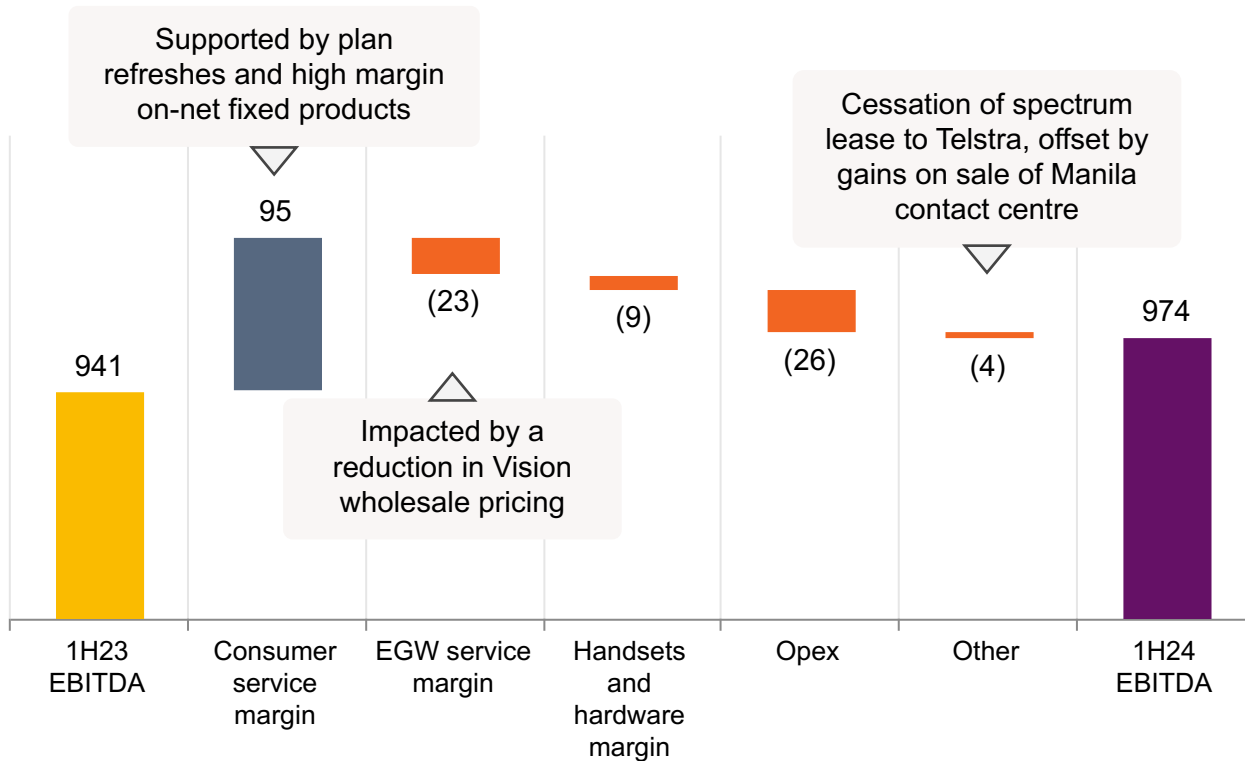 Supported by plan
refreshes and high margin
on-net fixed products
Cessation of spectrum
lease to Telstra, offset by
gains on sale of Manila
contact centre
95
941
(23)
(9)
(26)
(4)
974
Impacted by a
reduction in Vision
wholesale pricing
1H23
EBITDA
Consumer
service
margin
EGW service
margin
Handsets
and
hardware
margin
Opex
Other
1H24
EBITDA